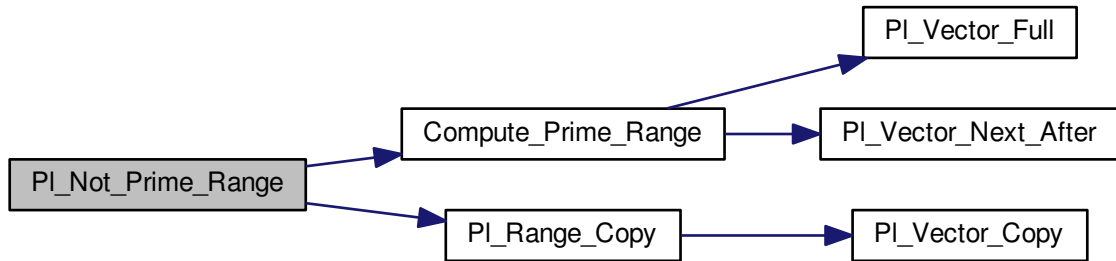 Pl_Vector_Full
Compute_Prime_Range
Pl_Vector_Next_After
Pl_Not_Prime_Range
Pl_Range_Copy
Pl_Vector_Copy